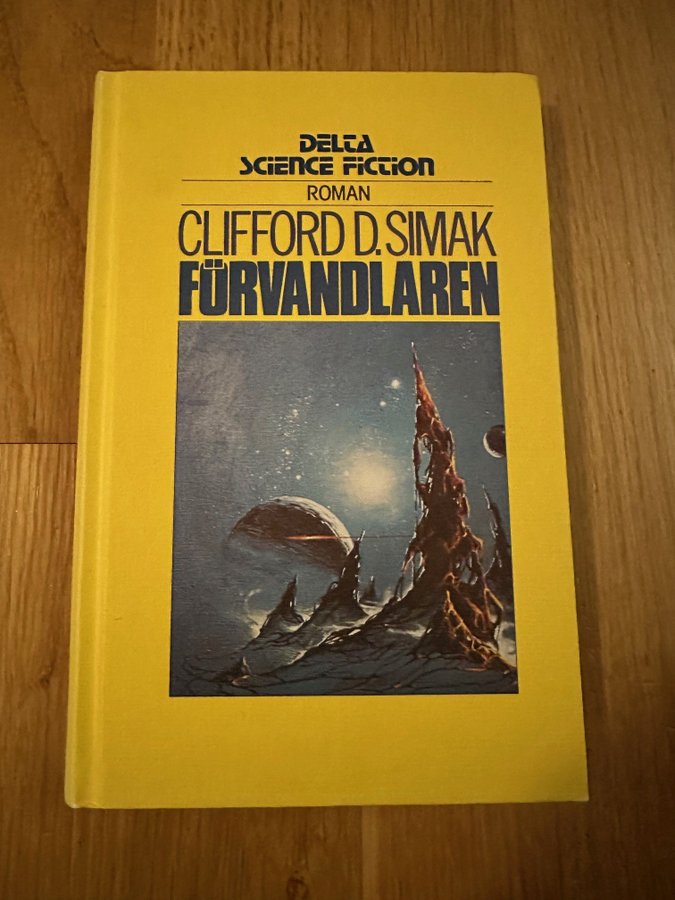 DELTA
SCIENCE FICTION
ROMAN
CLIFFORD D. SIMAK
FÖRVANDLAREN